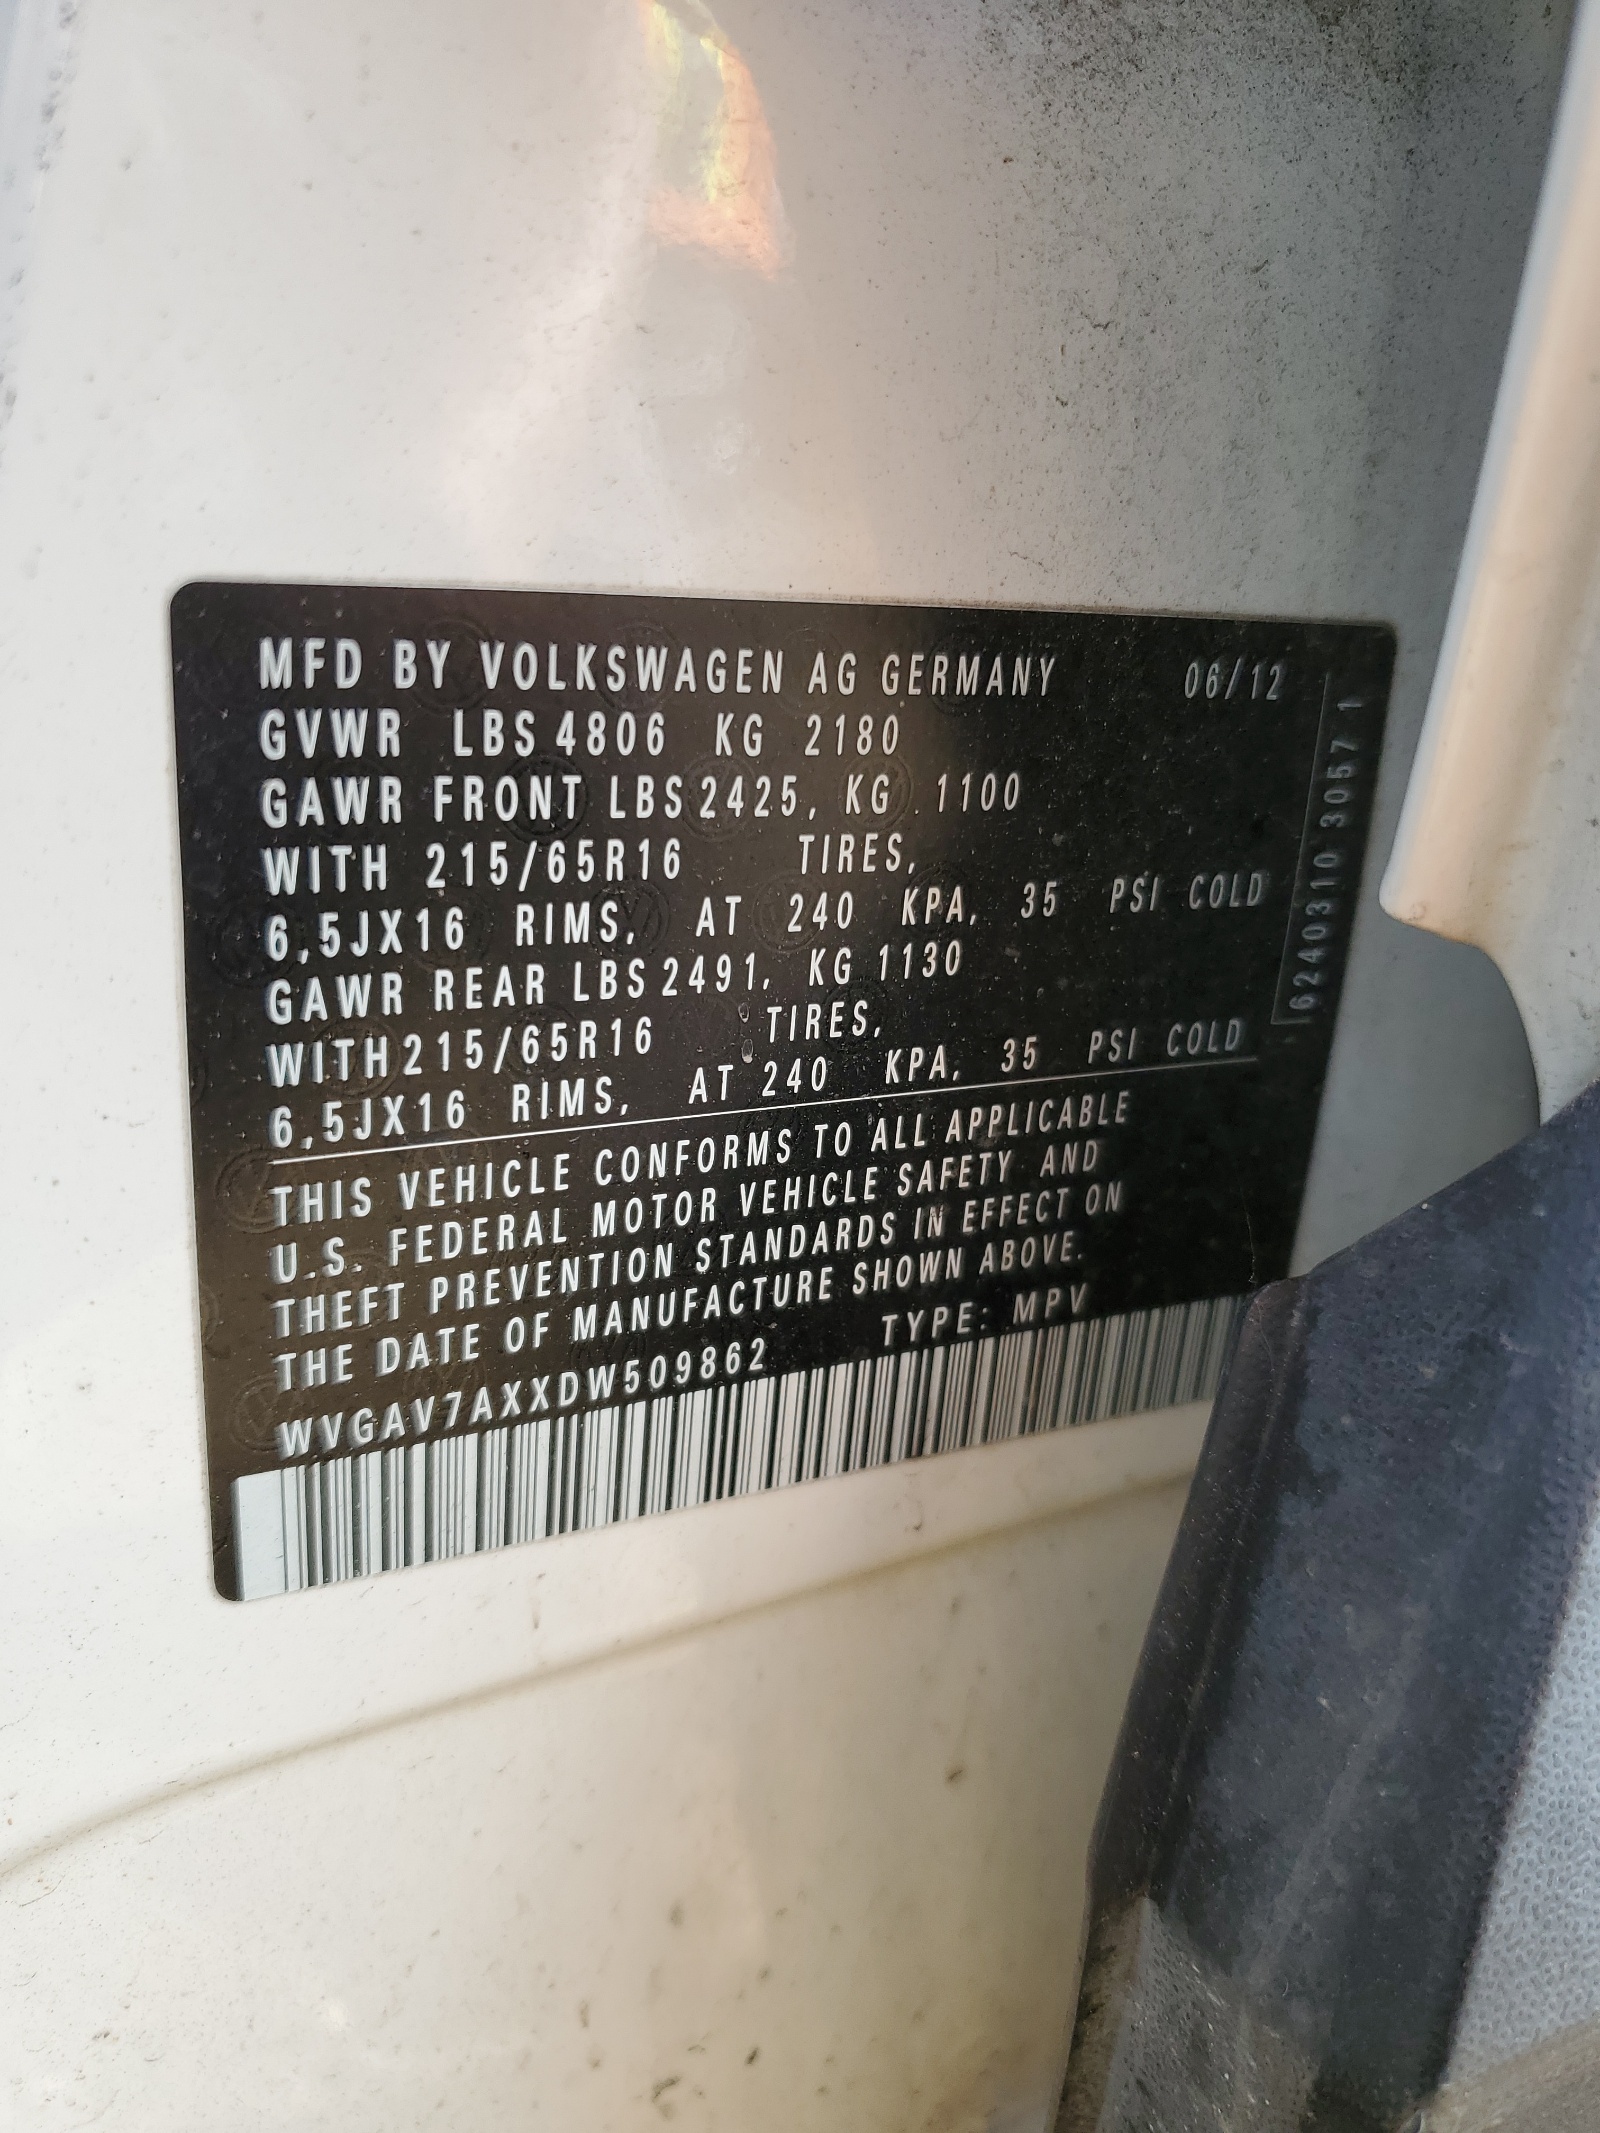 MFD BY VOLKSWAGEN AG GERMANY 06/12
GVWR LBS 4806 KG 2180
GAWR FRONT LBS 2425, KG 1100
WITH 215/65R16 TIRES,
6,5JX16 RIMS, AT 240 KPA, 35 PSI COLD
GAWR REAR LBS 2491, KG 1130
WITH 215/65R16 TIRES,
6,5JX16 RIMS, AT 240 KPA, 35 PSI COLD
THIS VEHICLE CONFORMS TO ALL APPLICABLE
U.S. FEDERAL MOTOR VEHICLE SAFETY AND
THEFT PREVENTION STANDARDS IN EFFECT ON
THE DATE OF MANUFACTURE SHOWN ABOVE.
WVGAV7AXXDW509862 TYPE: MPV
6240310 3057 1